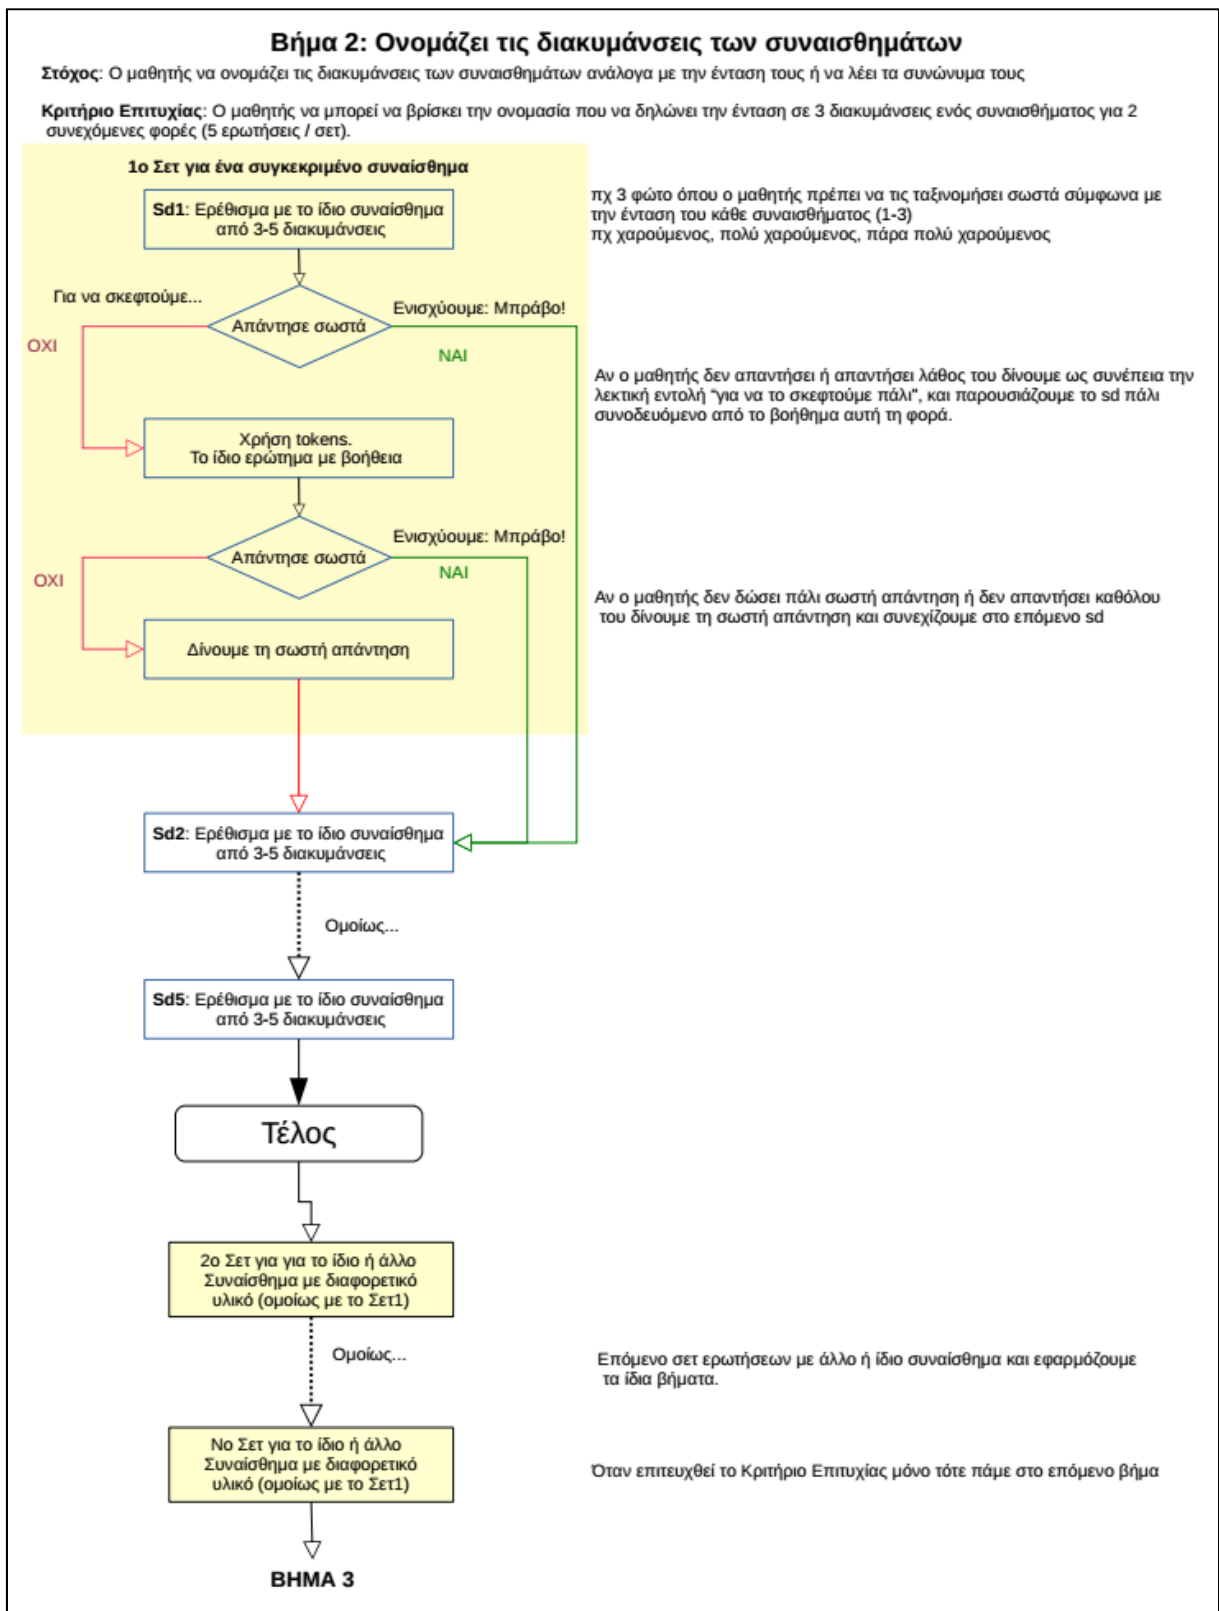 Βήμα 2: Ονομάζει τις διακυμάνσεις των συναισθημάτων
Στόχος: Ο μαθητής να ονομάζει τις διακυμάνσεις των συναισθημάτων ανάλογα με την ένταση τους ή να λέει τα συνώνυμα τους
Κριτήριο Επιτυχίας: Ο μαθητής να μπορεί να βρίσκει την ονομασία που να δηλώνει την ένταση σε 3 διακυμάνσεις ενός συναισθήματος για 2
συνεχόμενες φορές (5 ερωτήσεις / σετ).
1ο Σετ για ένα συγκεκριμένο συναίσθημα
Sd1: Ερέθισμα με το ίδιο συναίσθημα
από 3-5 διακυμάνσεις
πχ 3 φώτο όπου ο μαθητής πρέπει να τις ταξινομήσει σωστά σύμφωνα με
την ένταση του κάθε συναισθήματος (1-3)
πχ χαρούμενος, πολύ χαρούμενος, πάρα πολύ χαρούμενος
Για να σκεφτούμε...
Ενισχύουμε: Μπράβο!
Απάντησε σωστά
ΟΧΙ
ΝΑΙ
Αν ο μαθητής δεν απαντήσει ή απαντήσει λάθος του δίνουμε ως συνέπεια την
λεκτική εντολή “για να το σκεφτούμε πάλι”, και παρουσιάζουμε το sd πάλι
συνοδευόμενο από το βοήθημα αυτή τη φορά.
Χρήση tokens.
Το ίδιο ερώτημα με βοήθεια
Ενισχύουμε: Μπράβο!
Απάντησε σωστά
ΟΧΙ
ΝΑΙ
Αν ο μαθητής δεν δώσει πάλι σωστή απάντηση ή δεν απαντήσει καθόλου
του δίνουμε τη σωστή απάντηση και συνεχίζουμε στο επόμενο sd
Δίνουμε τη σωστή απάντηση
Sd2: Ερέθισμα με το ίδιο συναίσθημα
από 3-5 διακυμάνσεις
Ομοίως...
Sd5: Ερέθισμα με το ίδιο συναίσθημα
από 3-5 διακυμάνσεις
Τέλος
2ο Σετ για για το ίδιο ή άλλο
Συναίσθημα με διαφορετικό
υλικό (ομοίως με το Σετ1)
Ομοίως...
Επόμενο σετ ερωτήσεων με άλλο ή ίδιο συναίσθημα και εφαρμόζουμε
τα ίδια βήματα.
Νο Σετ για το ίδιο ή άλλο
Συναίσθημα με διαφορετικό
υλικό (ομοίως με το Σετ1)
Όταν επιτευχθεί το Κριτήριο Επιτυχίας μόνο τότε πάμε στο επόμενο βήμα
ΒΗΜΑ 3